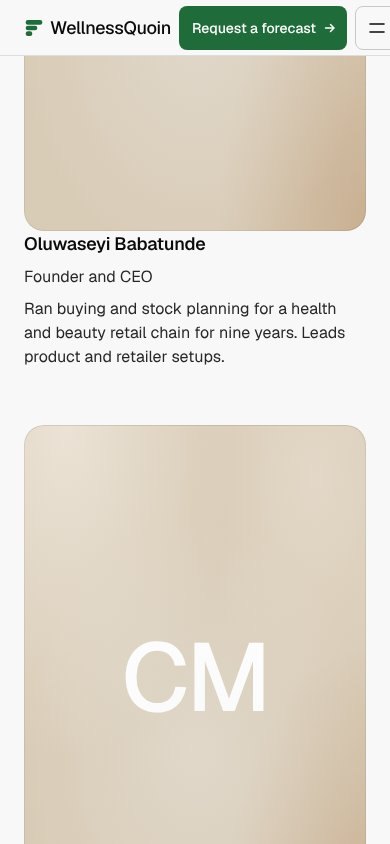 WellnessQuoin
Request a forecast →
Oluwaseyi Babatunde
Founder and CEO
Ran buying and stock planning for a health
and beauty retail chain for nine years. Leads
product and retailer setups.
CM